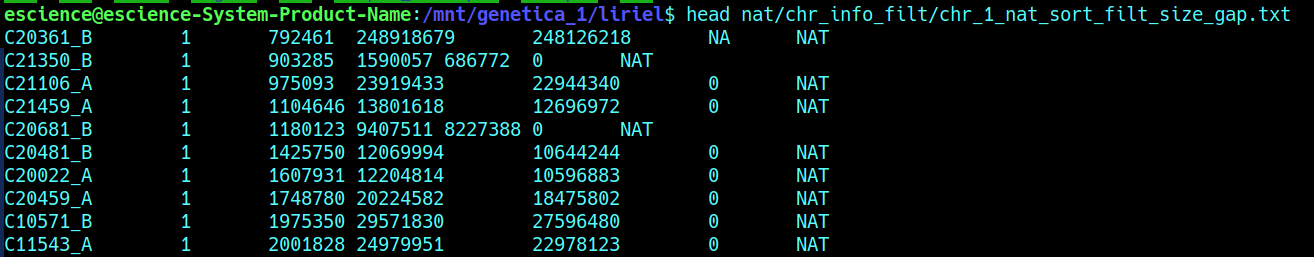 escience@escience-System-Product-Name:/mnt/genetica_1/liriel$ head nat/chr_info_filt/chr_1_nat_sort_filt_size_gap.txt
C20361_B 1 792461 248918679 248126218 NA NAT
C21350_B 1 903285 1590057 686772 0 NAT
C21106_A 1 975093 23919433 22944340 0 NAT
C21459_A 1 1104646 13801618 12696972 0 NAT
C20681_B 1 1180123 9407511 8227388 0 NAT
C20481_B 1 1425750 12069994 10644244 0 NAT
C20022_A 1 1607931 12204814 10596883 0 NAT
C20459_A 1 1748780 20224582 18475802 0 NAT
C10571_B 1 1975350 29571830 27596480 0 NAT
C11543_A 1 2001828 24979951 22978123 0 NAT